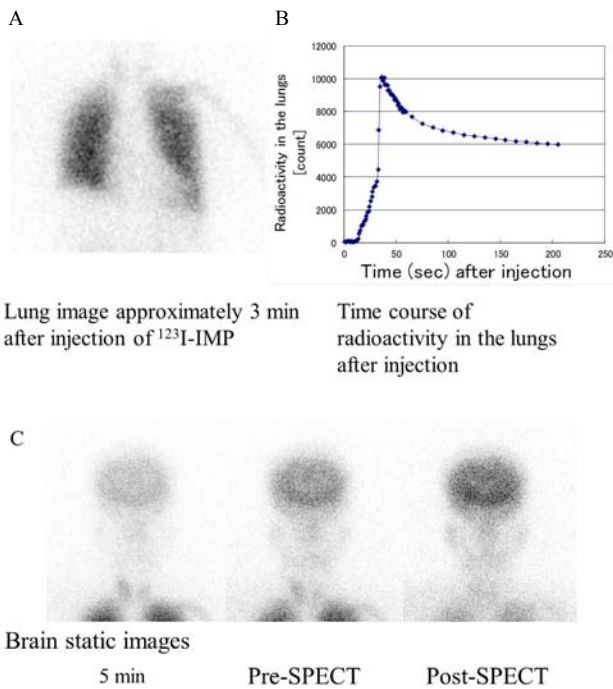 A
B
12000
10000
8000
6000
4000
2000
0
Radioactivity in the lungs
[count]
0 50 100 150 200 250
Time (sec) after injection
Lung image approximately 3 min
after injection of ¹²³I-IMP
Time course of
radioactivity in the lungs
after injection
C
Brain static images
5 min Pre-SPECT Post-SPECT